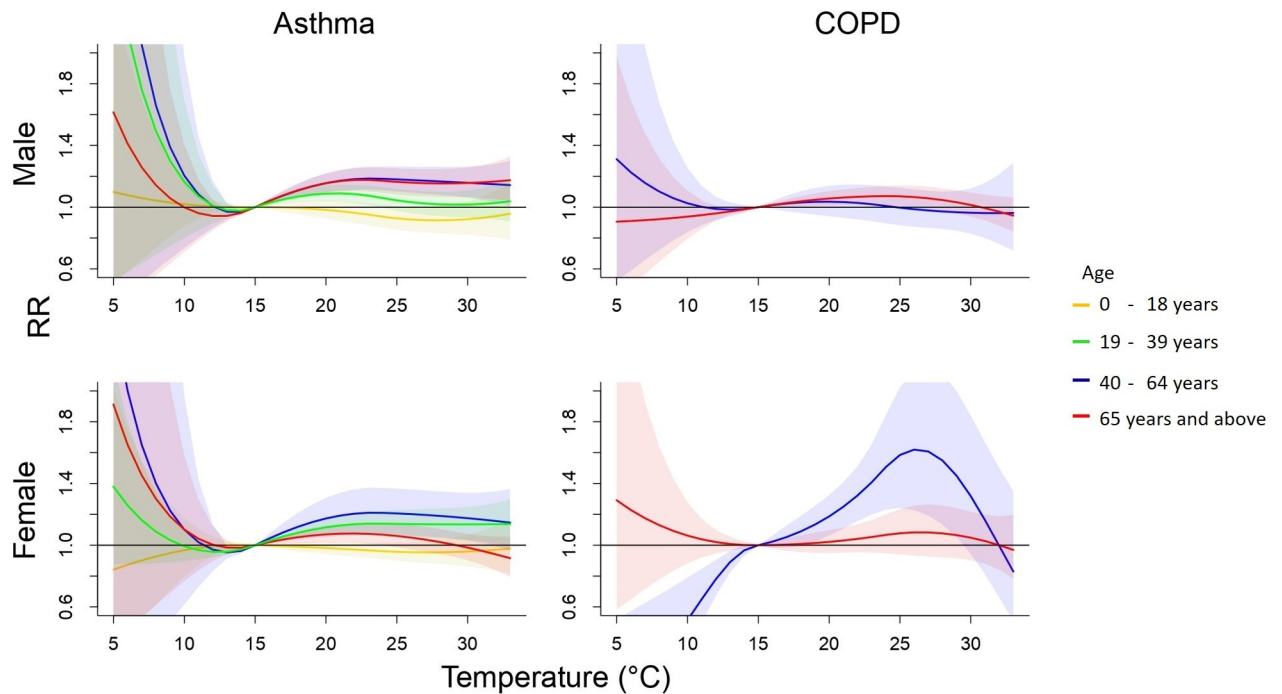 Asthma
COPD
Male
1.8
1.4
1.0
0.6
5 10 15 20 25 30
1.8
1.4
1.0
0.6
5 10 15 20 25 30
RR
Age
0 - 18 years
19 - 39 years
40 - 64 years
65 years and above
Female
1.8
1.4
1.0
0.6
5 10 15 20 25 30
1.8
1.4
1.0
0.6
5 10 15 20 25 30
Temperature (°C)